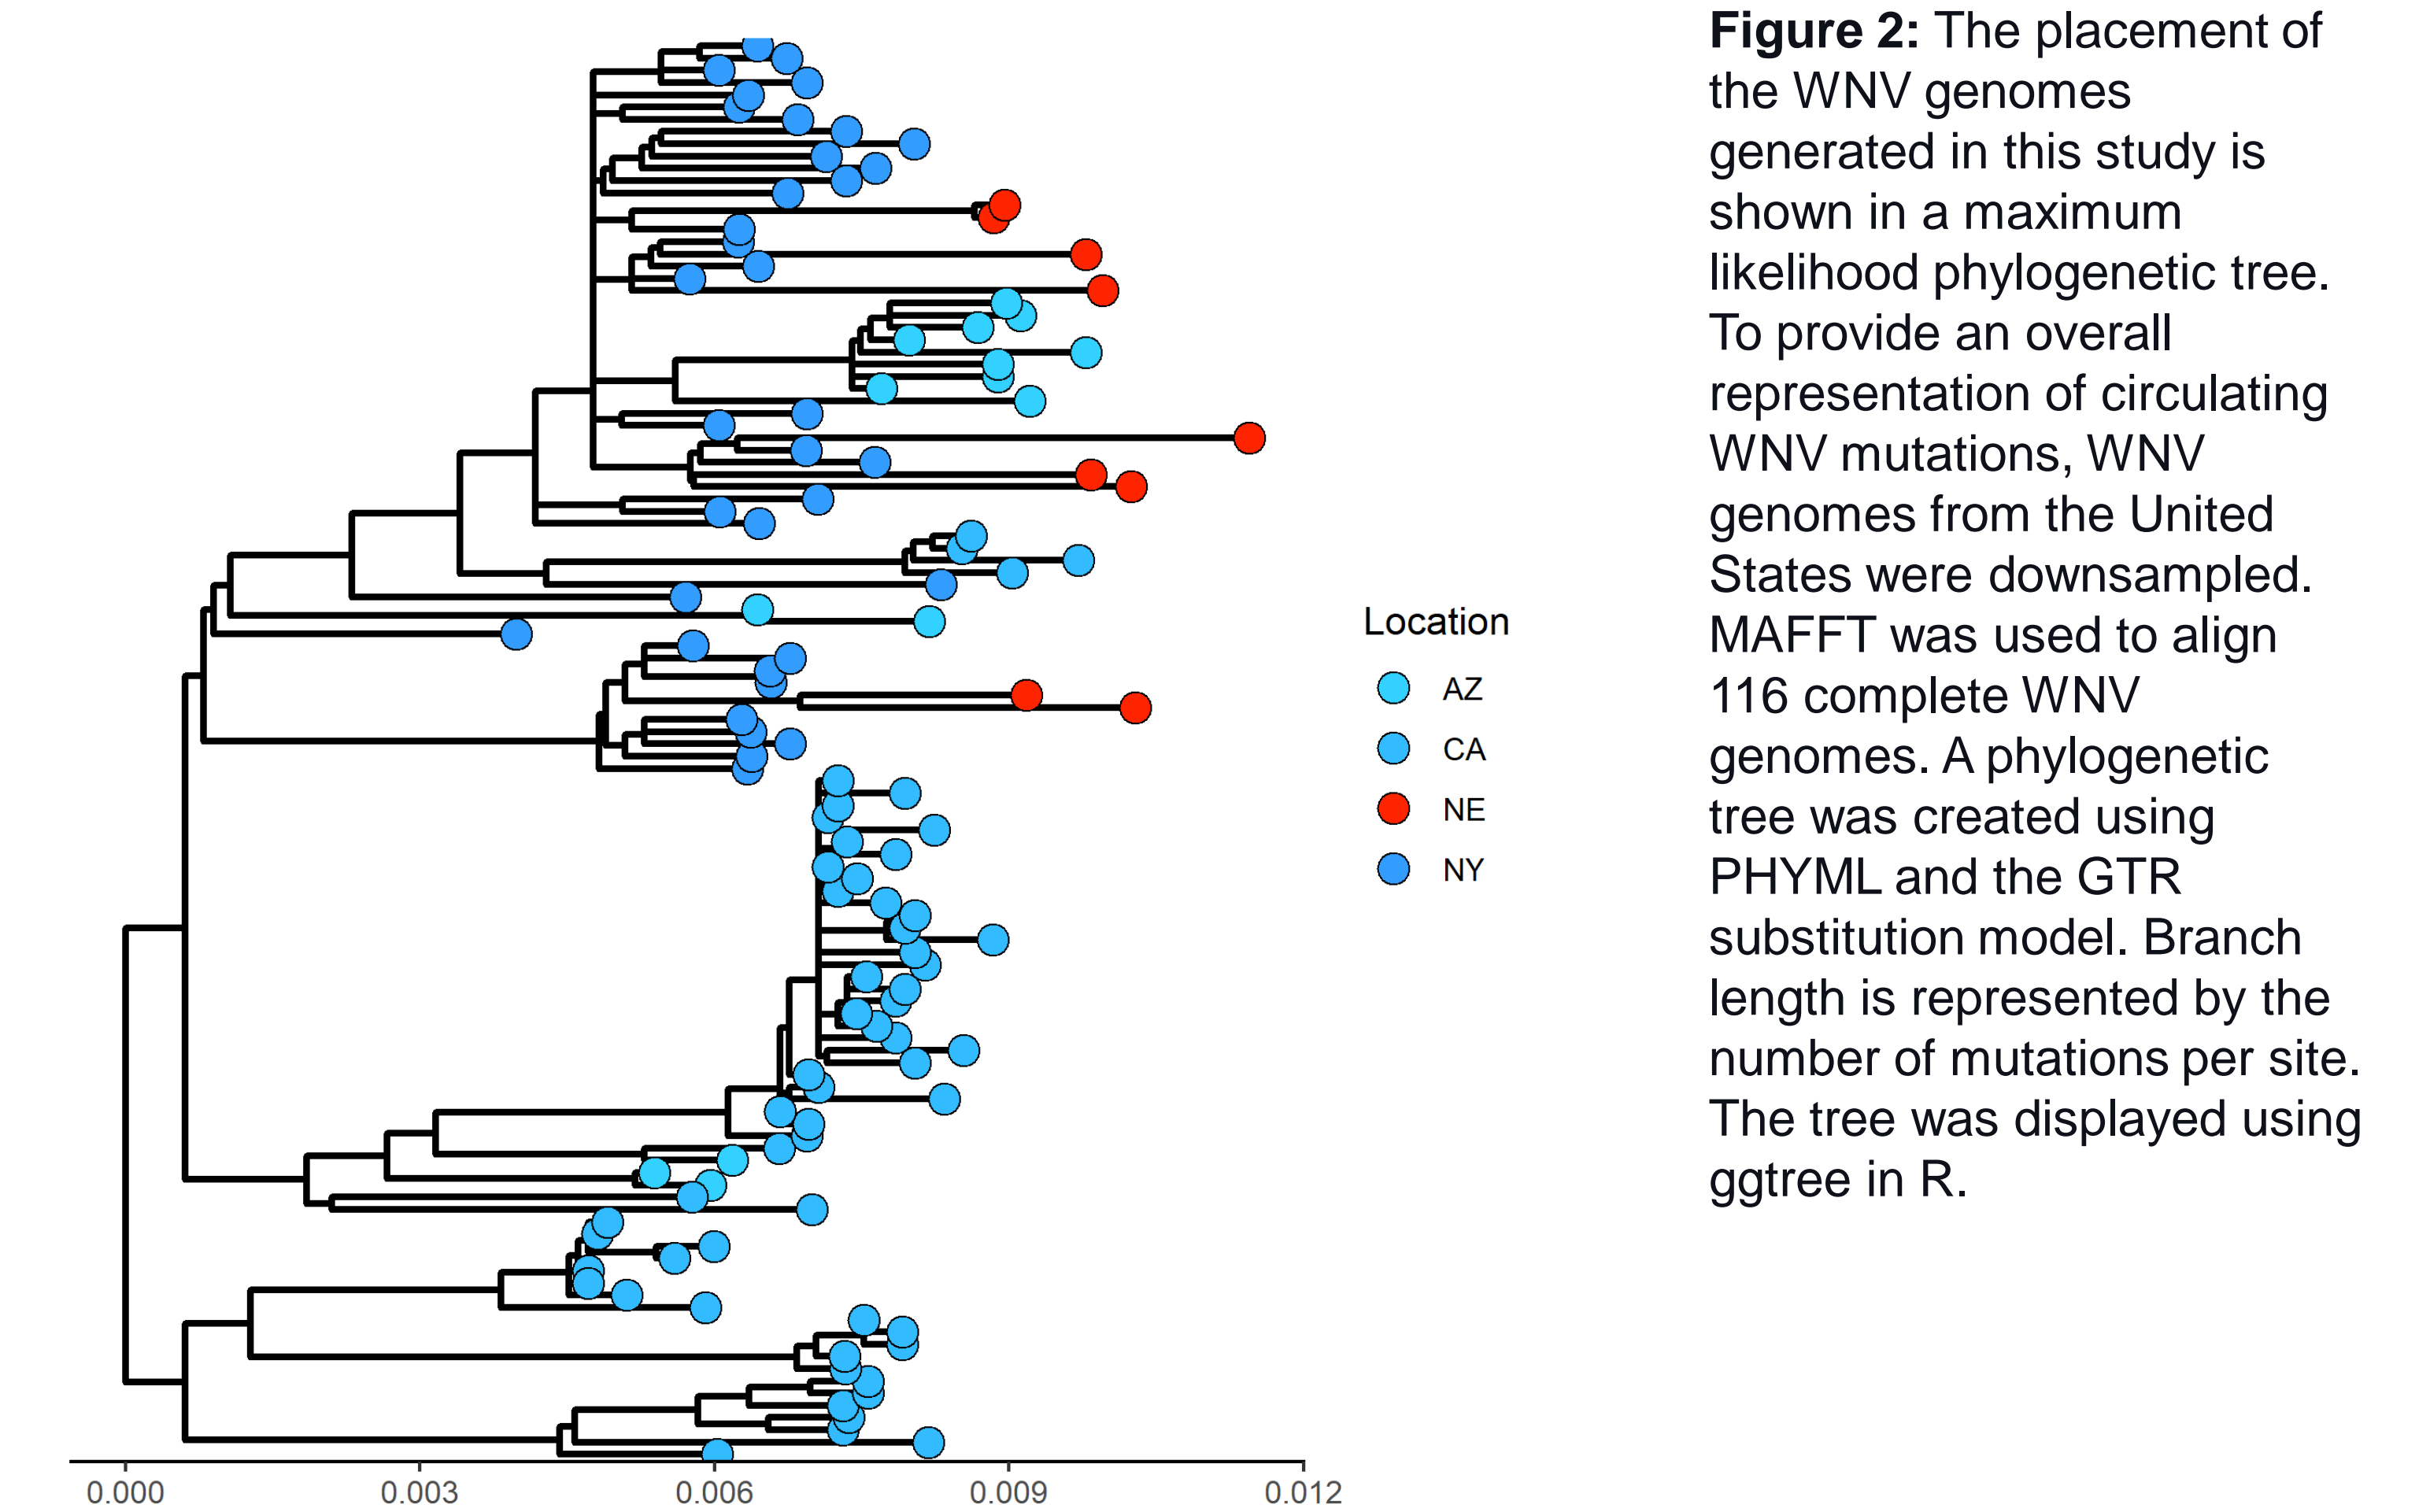 Figure 2: The placement of
the WNV genomes
generated in this study is
shown in a maximum
likelihood phylogenetic tree.
To provide an overall
representation of circulating
WNV mutations, WNV
genomes from the United
States were downsampled.
MAFFT was used to align
116 complete WNV
genomes. A phylogenetic
tree was created using
PHYML and the GTR
substitution model. Branch
length is represented by the
number of mutations per site.
The tree was displayed using
ggtree in R.
Location
AZ
CA
NE
NY
0.000 0.003 0.006 0.009 0.012